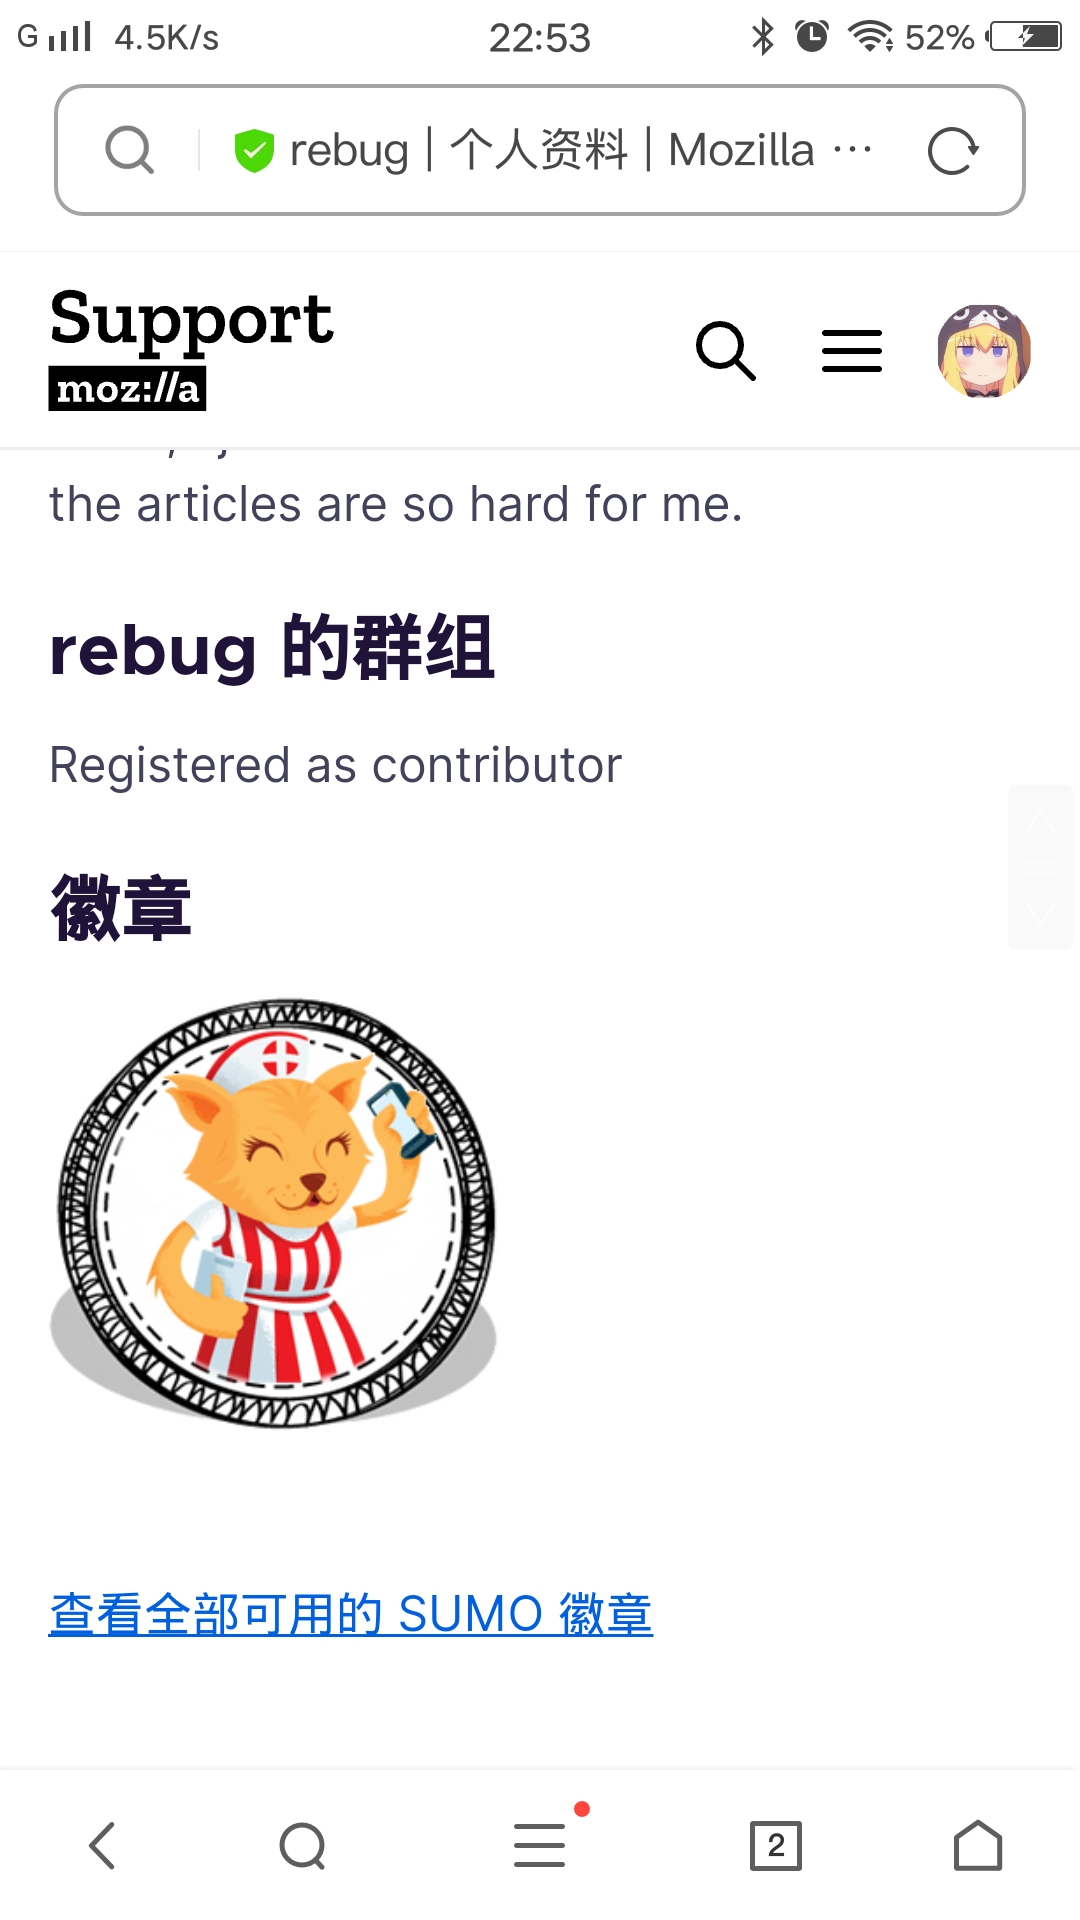 G 4.5K/s 22:53 52%
rebug | 个人资料 | Mozilla ···
Support
moz://a
the articles are so hard for me.
rebug 的群组
Registered as contributor
徽章
查看全部可用的 SUMO 徽章
2